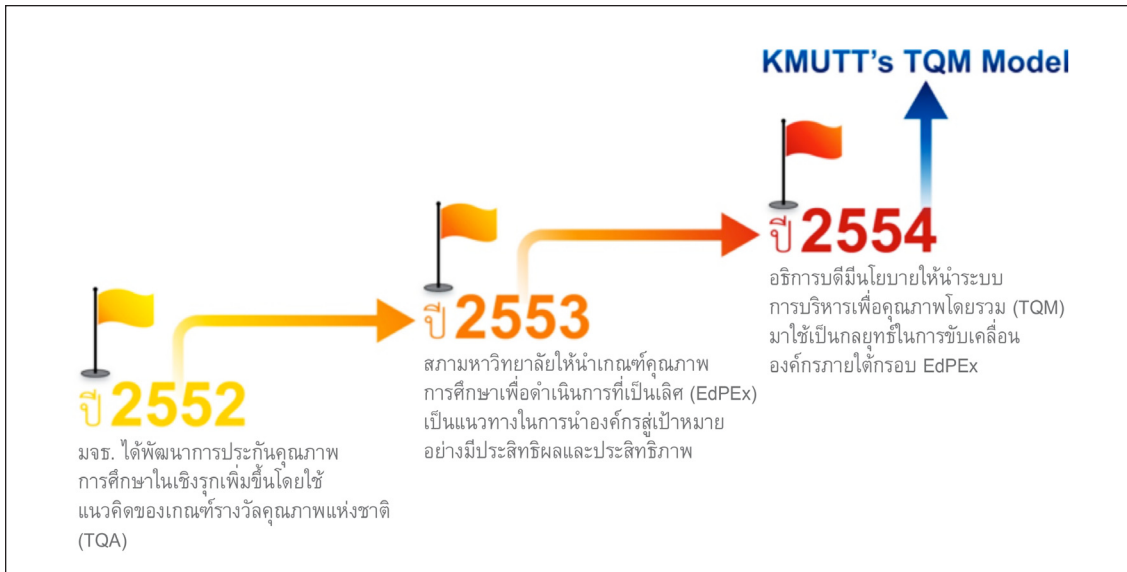 KMUTT's TQM Model
ปี 2554
อธิการบดีมีนโยบายให้นำระบบ
การบริหารเพื่อคุณภาพโดยรวม (TQM)
มาใช้เป็นกลยุทธ์ในการขับเคลื่อน
องค์กรภายใต้กรอบ EdPEx
ปี 2553
สภามหาวิทยาลัยให้นำเกณฑ์คุณภาพ
การศึกษาเพื่อดำเนินการที่เป็นเลิศ (EdPEx)
เป็นแนวทางในการนำองค์กรสู่เป้าหมาย
อย่างมีประสิทธิผลและประสิทธิภาพ
ปี 2552
มจธ. ได้พัฒนาการประกันคุณภาพ
การศึกษาในเชิงรุกเพิ่มขึ้นโดยใช้
แนวคิดของเกณฑ์รางวัลคุณภาพแห่งชาติ
(TQA)